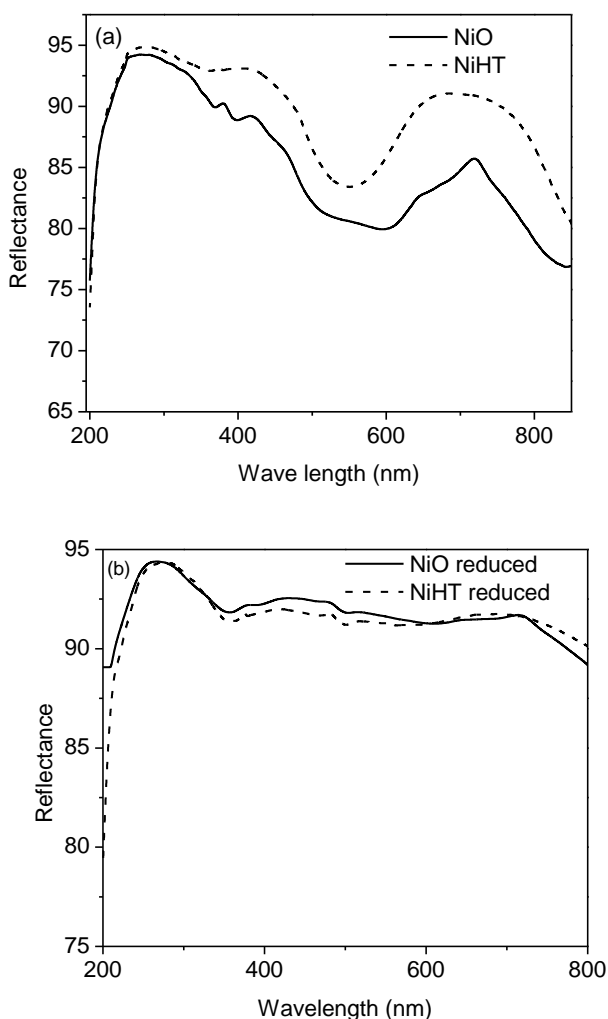 (a)
NiO
NiHT
95
90
85
80
75
70
65
200 400 600 800
Reflectance
Wave length (nm)
(b)
NiO reduced
NiHT reduced
95
90
85
80
75
200 400 600 800
Reflectance
Wavelength (nm)